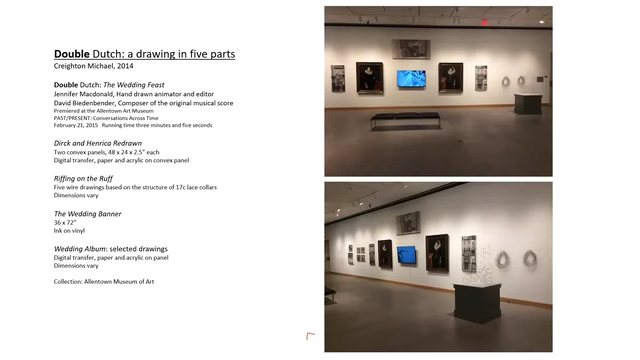 Double Dutch: a drawing in five parts
Creighton Michael, 2014
Double Dutch: The Wedding Feast
Jennifer Macdonald, Hand drawn animator and editor
David Biedenbender, Composer of the original musical score
Premiered at the Allentown Art Museum
PAST/PRESENT: Conversations Across Time
February 21, 2015 Running time three minutes and five seconds
Dirck and Henrica Redrawn
Two convex panels, 48 x 24 x 2.5" each
Digital transfer, paper and acrylic on convex panel
Riffing on the Ruff
Five wire drawings based on the structure of 17c lace collars
Dimensions vary
The Wedding Banner
36 x 72"
Ink on vinyl
Wedding Album: selected drawings
Digital transfer, paper and acrylic on panel
Dimensions vary
Collection: Allentown Museum of Art